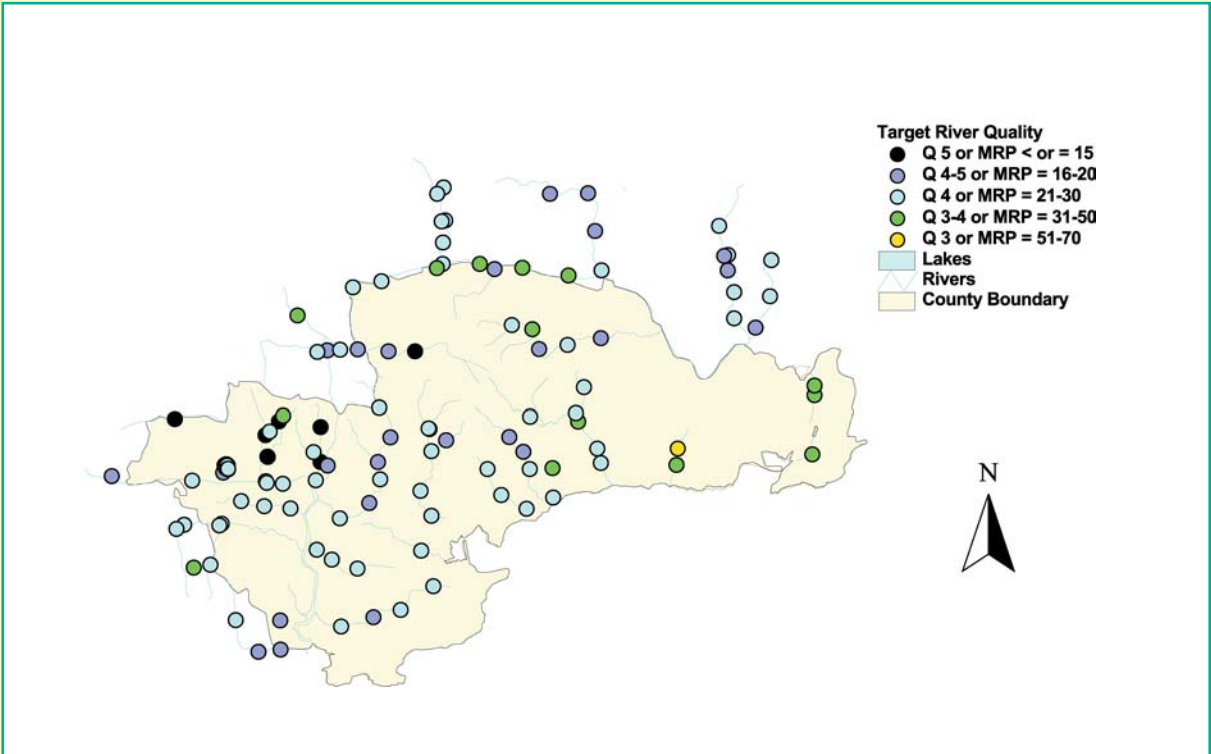 Target River Quality
Q 5 or MRP < or = 15
Q 4-5 or MRP = 16-20
Q 4 or MRP = 21-30
Q 3-4 or MRP = 31-50
Q 3 or MRP = 51-70
Lakes
Rivers
County Boundary
N